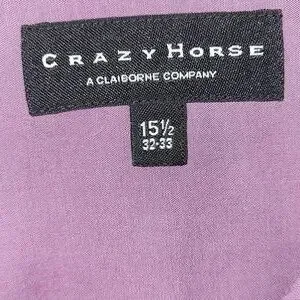 CRAZY HORSE
A CLAIBORNE COMPANY
15½
32-33